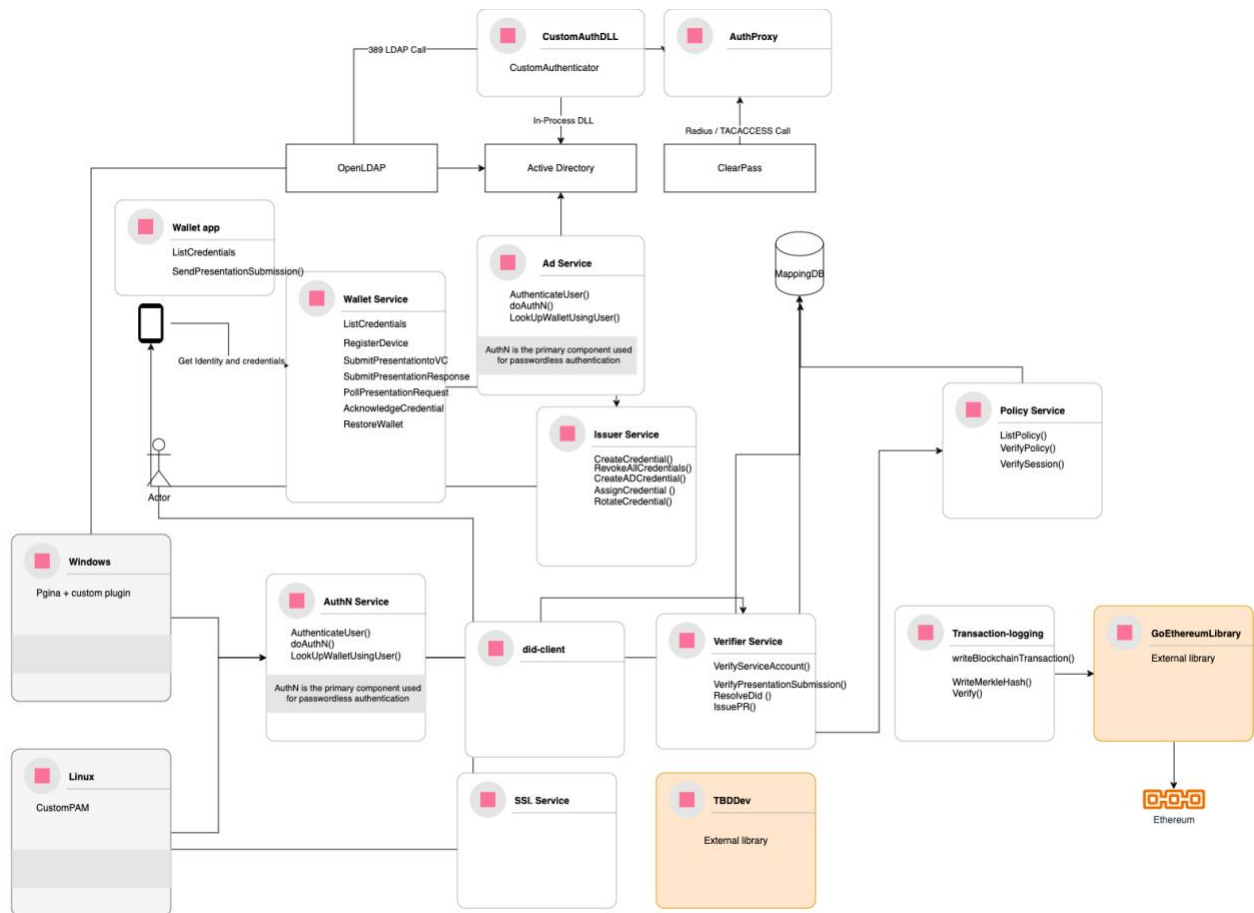 CustomAuthDLL
CustomAuthenticator
AuthProxy
389 LDAP Call
In-Process DLL
Radius / TACACCESS Call
OpenLDAP
Active Directory
ClearPass
Wallet app
ListCredentials
SendPresentationSubmission()
Ad Service
AuthenticateUser()
doAuthN()
LookUpWalletUsingUser()
AuthN is the primary component used
for passwordless authentication
MappingDB
Wallet Service
ListCredentials
RegisterDevice
SubmitPresentationtoVC
SubmitPresentationResponse
PollPresentationRequest
AcknowledgeCredential
RestoreWallet
Get Identity and credentials
Policy Service
ListPolicy()
VerifyPolicy()
VerifySession()
Issuer Service
CreateCredential()
RevokeAllCredentials()
CreateADCredential()
AssignCredential ()
RotateCredential()
Actor
Windows
Pgina + custom plugin
AuthN Service
AuthenticateUser()
doAuthN()
LookUpWalletUsingUser()
AuthN is the primary component used
for passwordless authentication
did-client
Verifier Service
VerifyServiceAccount()
VerifyPresentationSubmission()
ResolveDid ()
IssuePR()
Transaction-logging
writeBlockchainTransaction()
WriteMerkleHash()
Verify()
GoEthereumLibrary
External library
Linux
CustomPAM
SSI. Service
TBDDev
External library
Ethereum